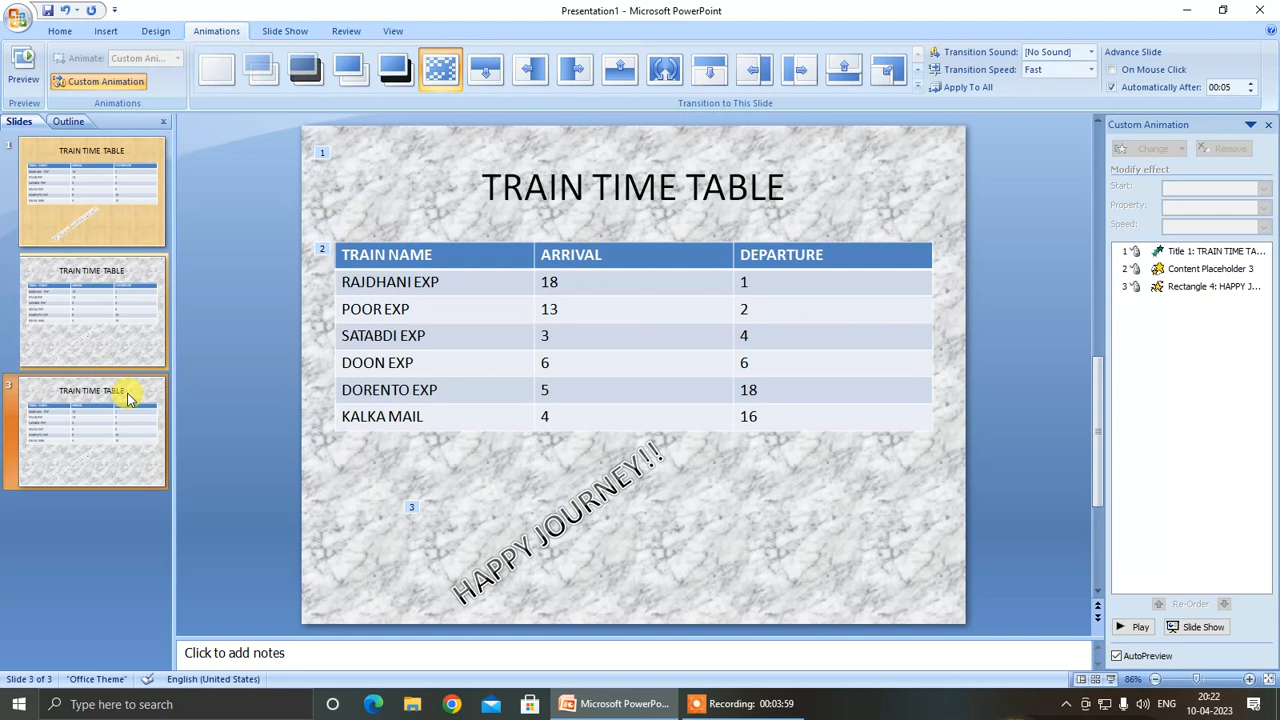 Presentation1 - Microsoft PowerPoint
Home Insert Design Animations Slide Show Review View
Preview
Preview
Animate: Custom Ani...
Custom Animation
Animations
Transition to This Slide
Transition Sound: [No Sound]
Transition Speed: Fast
Apply To All
Advance Slide
On Mouse Click
Automatically After: 00:05
Slides Outline
1
TRAIN TIME TABLE
TRAIN TIME TABLE
3
TRAIN TIME TABLE
1
TRAIN TIME TABLE
2
TRAIN NAME ARRIVAL DEPARTURE
RAJDHANI EXP 18 1
POOR EXP 13 2
SATABDI EXP 3 4
DOON EXP 6 6
DORENTO EXP 5 18
KALKA MAIL 4 16
3
HAPPY JOURNEY!!
Click to add notes
Custom Animation
Change Remove
Modify effect
Start:
Property:
Speed:
1 Title 1: TRAIN TIME TA...
2 Content Placeholder 3
3 Rectangle 4: HAPPY J...
Re-Order
Play Slide Show
AutoPreview
Slide 3 of 3 "Office Theme" English (United States) 86%
Type here to search
Microsoft PowerPo...
Recording: 00:03:59
ENG
20:22
10-04-2023